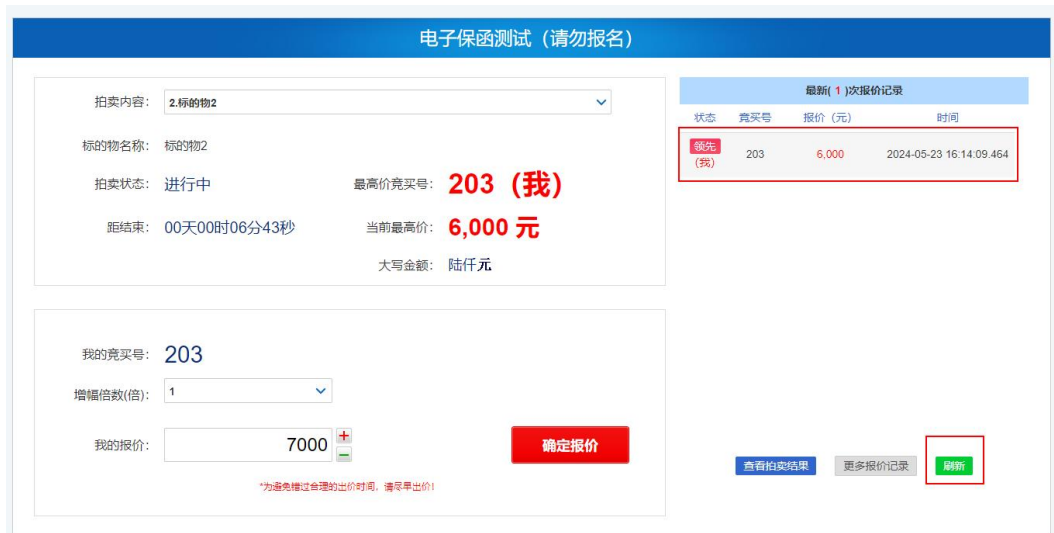 电子保函测试（请勿报名）
拍卖内容： 2.标的物2
标的物名称： 标的物2
拍卖状态： 进行中 最高价竞买号： 203（我）
距结束： 00天00时06分43秒 当前最高价： 6,000 元
大写金额： 陆仟元
我的竞买号： 203
增幅倍数(倍)： 1
我的报价： 7000 + − 确定报价
*为避免错过合理的出价时间，请尽早出价！
最新( 1 )次报价记录
状态 竞买号 报价（元） 时间
领先 203 6,000 2024-05-23 16:14:09.464
(我)
查看拍卖结果 更多报价记录 刷新